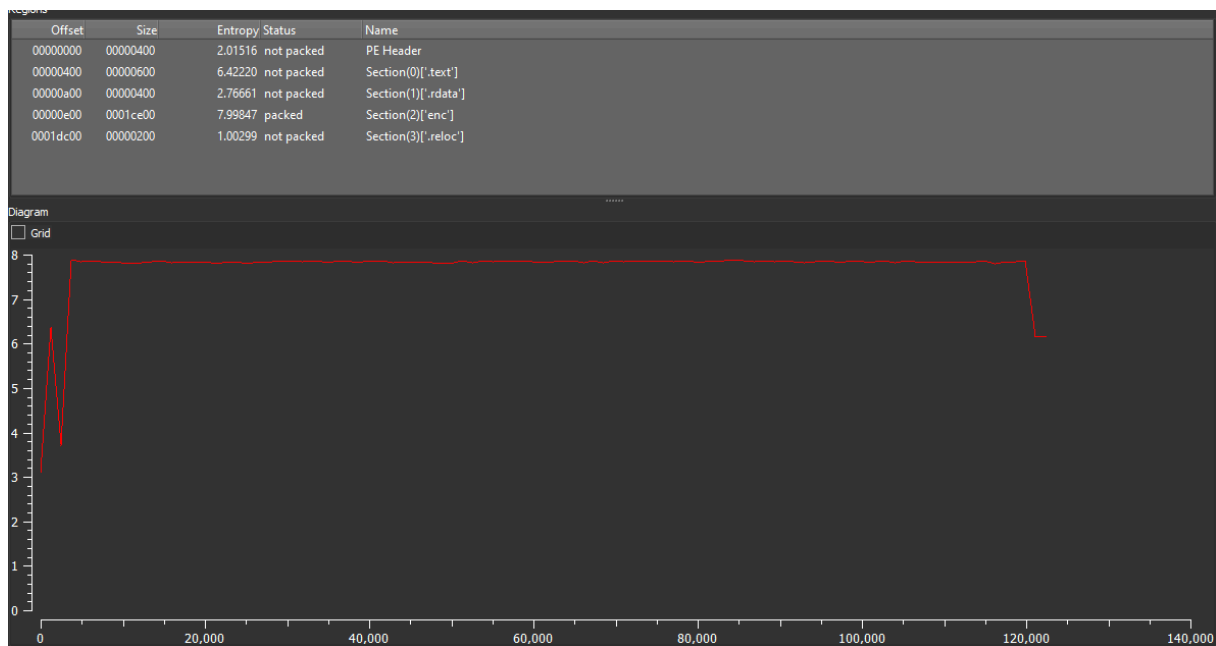 Regions
Offset Size Entropy Status Name
00000000 00000400 2.01516 not packed PE Header
00000400 00000600 6.42220 not packed Section(0)['.text']
00000a00 00000400 2.76661 not packed Section(1)['.rdata']
00000e00 0001ce00 7.99847 packed Section(2)['enc']
0001dc00 00000200 1.00299 not packed Section(3)['.reloc']
Diagram
Grid
8
7
6
5
4
3
2
1
0
0 20,000 40,000 60,000 80,000 100,000 120,000 140,000